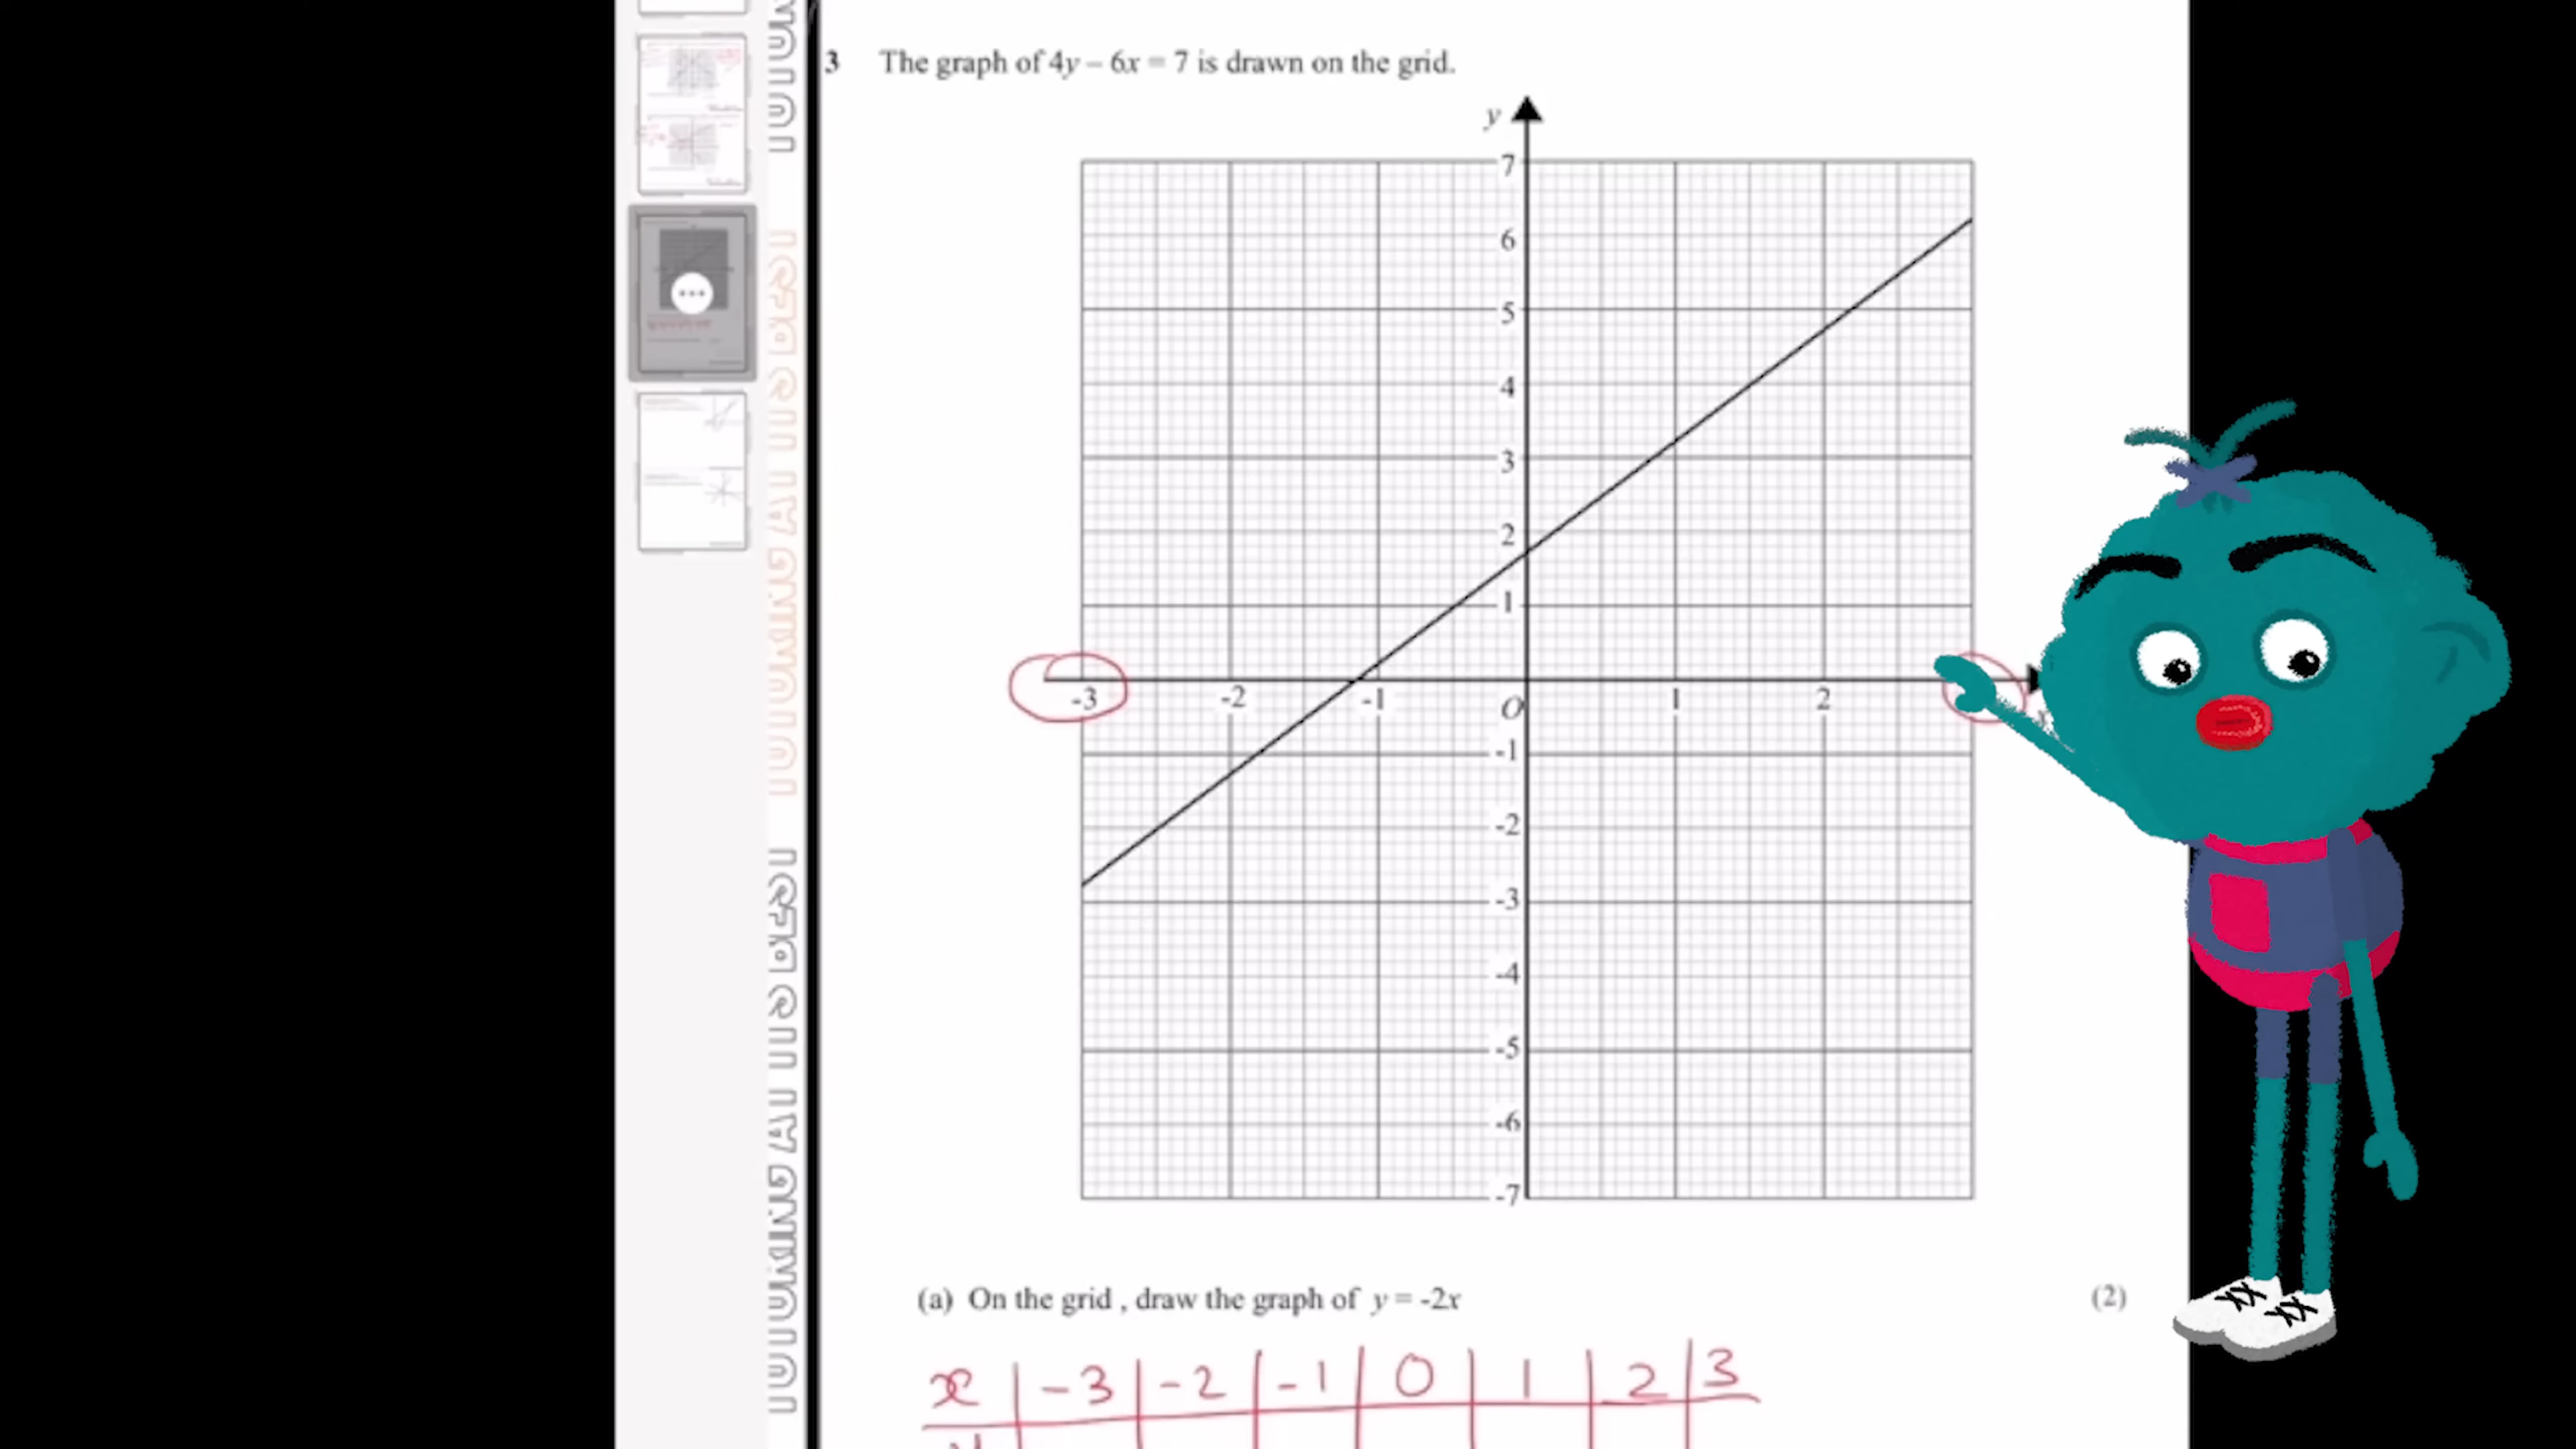 3 The graph of 4y – 6x = 7 is drawn on the grid.
y
7
6
5
4
3
2
1
-3 -2 -1 O 1 2
-1
-2
-3
-4
-5
-6
-7
(a) On the grid , draw the graph of y = -2x (2)
x -3 -2 -1 0 1 2 3